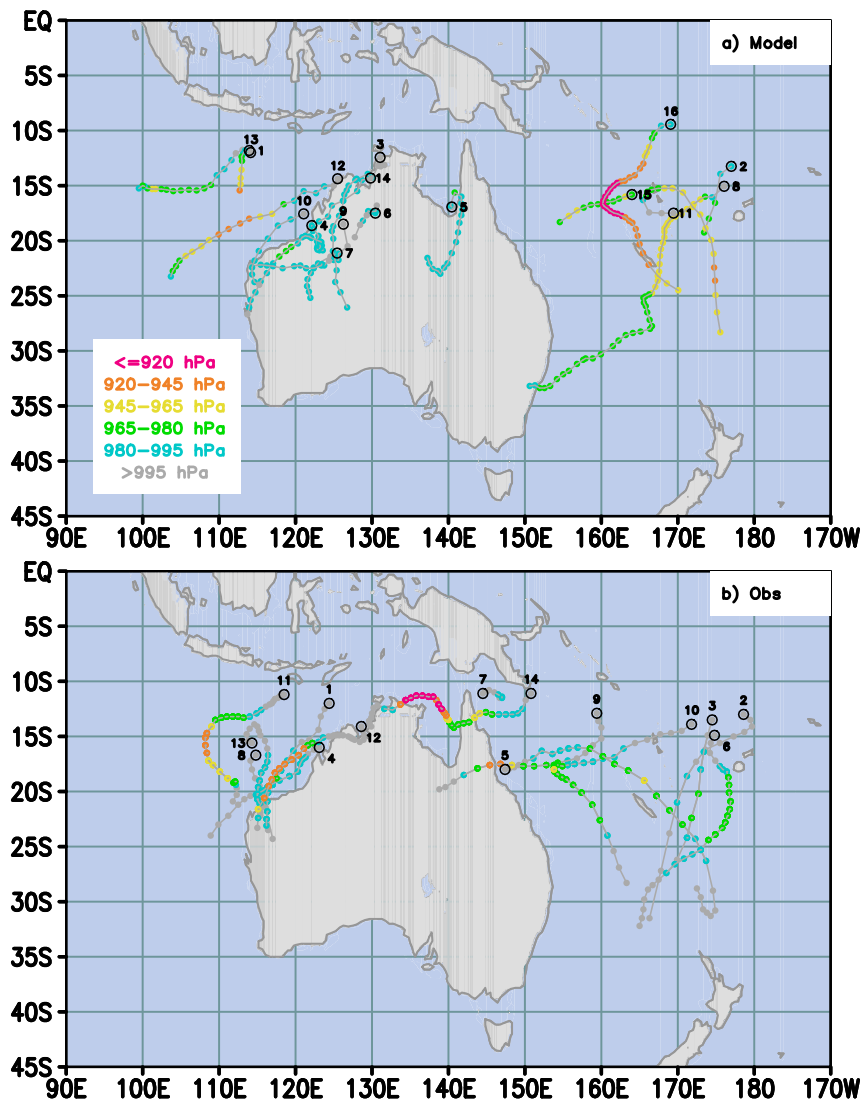 EQ
a) Model
5S
10S
16
13
1
3
2
12
14
8
15S
15
10
9
5
11
4
6
20S
7
25S
30S
<=920 hPa
920-945 hPa
35S
945-965 hPa
965-980 hPa
40S
980-995 hPa
>995 hPa
45S
90E 100E 110E 120E 130E 140E 150E 160E 170E 180 170W
EQ
b) Obs
5S
10S
11
7
14
1
9
10
3
2
15S
13
8
4
12
5
6
20S
25S
30S
35S
40S
45S
90E 100E 110E 120E 130E 140E 150E 160E 170E 180 170W